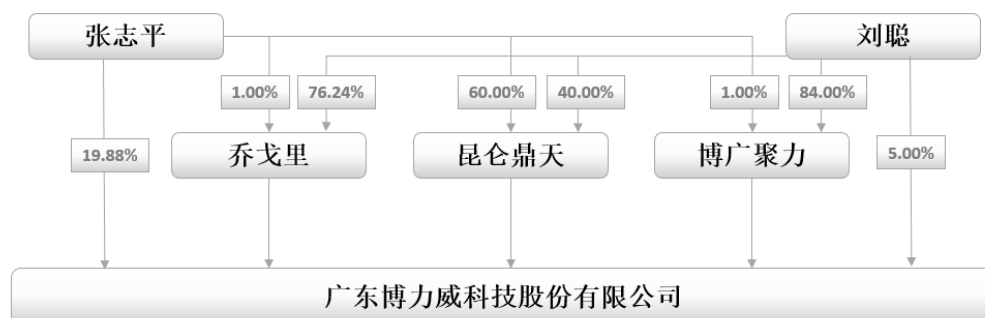 张志平
刘聪
1.00%
76.24%
60.00%
40.00%
1.00%
84.00%
19.88%
乔戈里
昆仑鼎天
博广聚力
5.00%
广东博力威科技股份有限公司